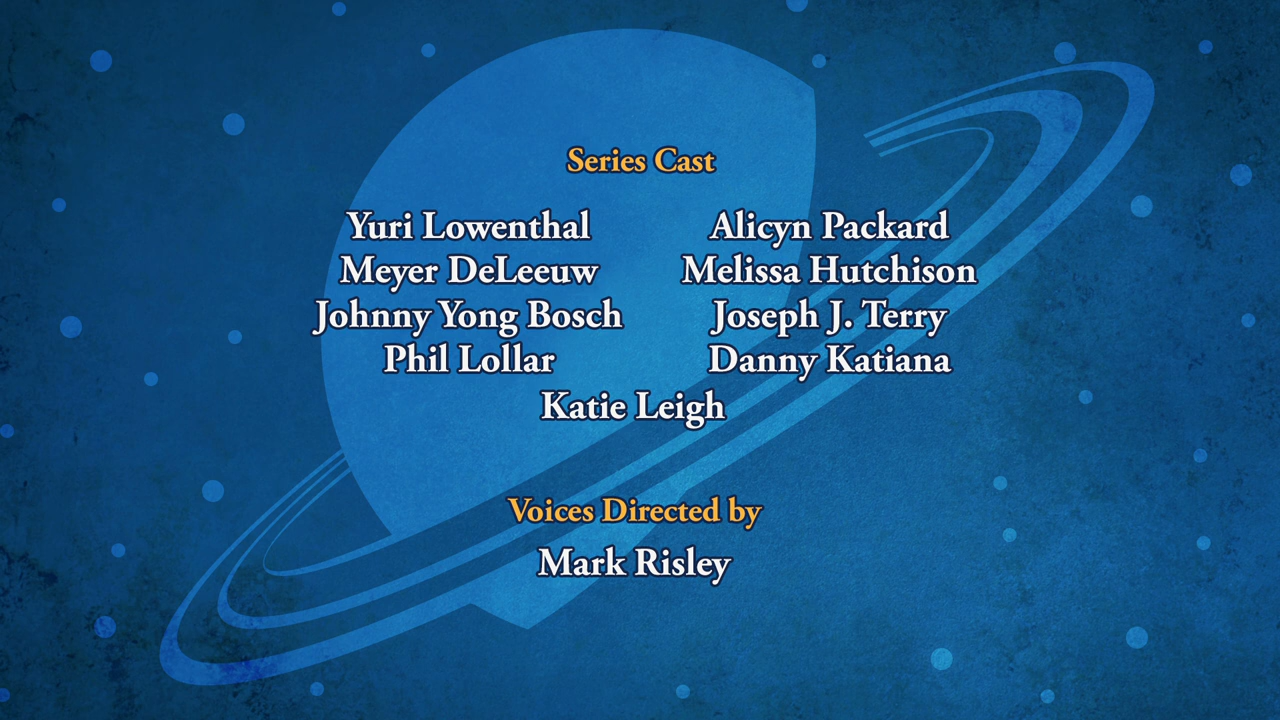 Series Cast
Yuri Lowenthal Alicyn Packard
Meyer DeLeeuw Melissa Hutchison
Johnny Yong Bosch Joseph J. Terry
Phil Lollar Danny Katiana
Katie Leigh
Voices Directed by
Mark Risley